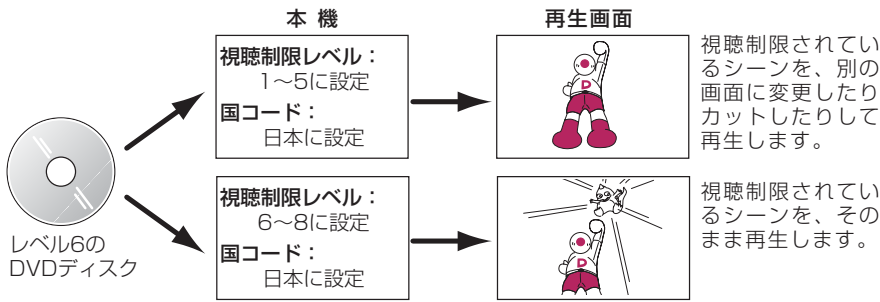 本 機
再生画面
視聴制限レベル：
1～5に設定
国コード：
日本に設定
D
視聴制限されてい
るシーンを、別の
画面に変更したり
カットしたりして
再生します。
レベル6の
DVDディスク
視聴制限レベル：
6～8に設定
国コード：
日本に設定
D
視聴制限されてい
るシーンを、その
まま再生します。